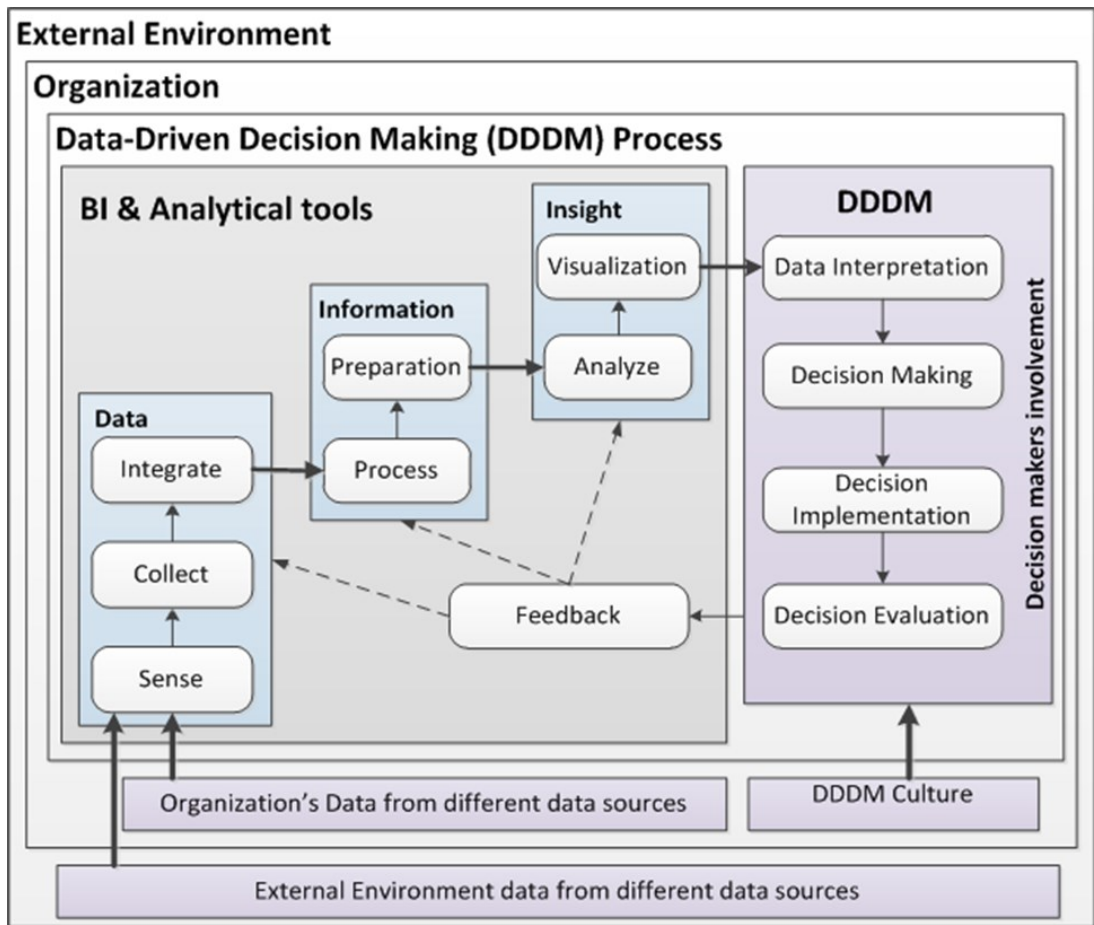 External Environment
Organization
Data-Driven Decision Making (DDDM) Process
BI & Analytical tools
Insight
Visualization
Analyze
Information
Preparation
Process
Data
Integrate
Collect
Sense
Feedback
DDDM
Data Interpretation
Decision Making
Decision
Implementation
Decision Evaluation
Decision makers involvement
Organization's Data from different data sources
DDDM Culture
External Environment data from different data sources